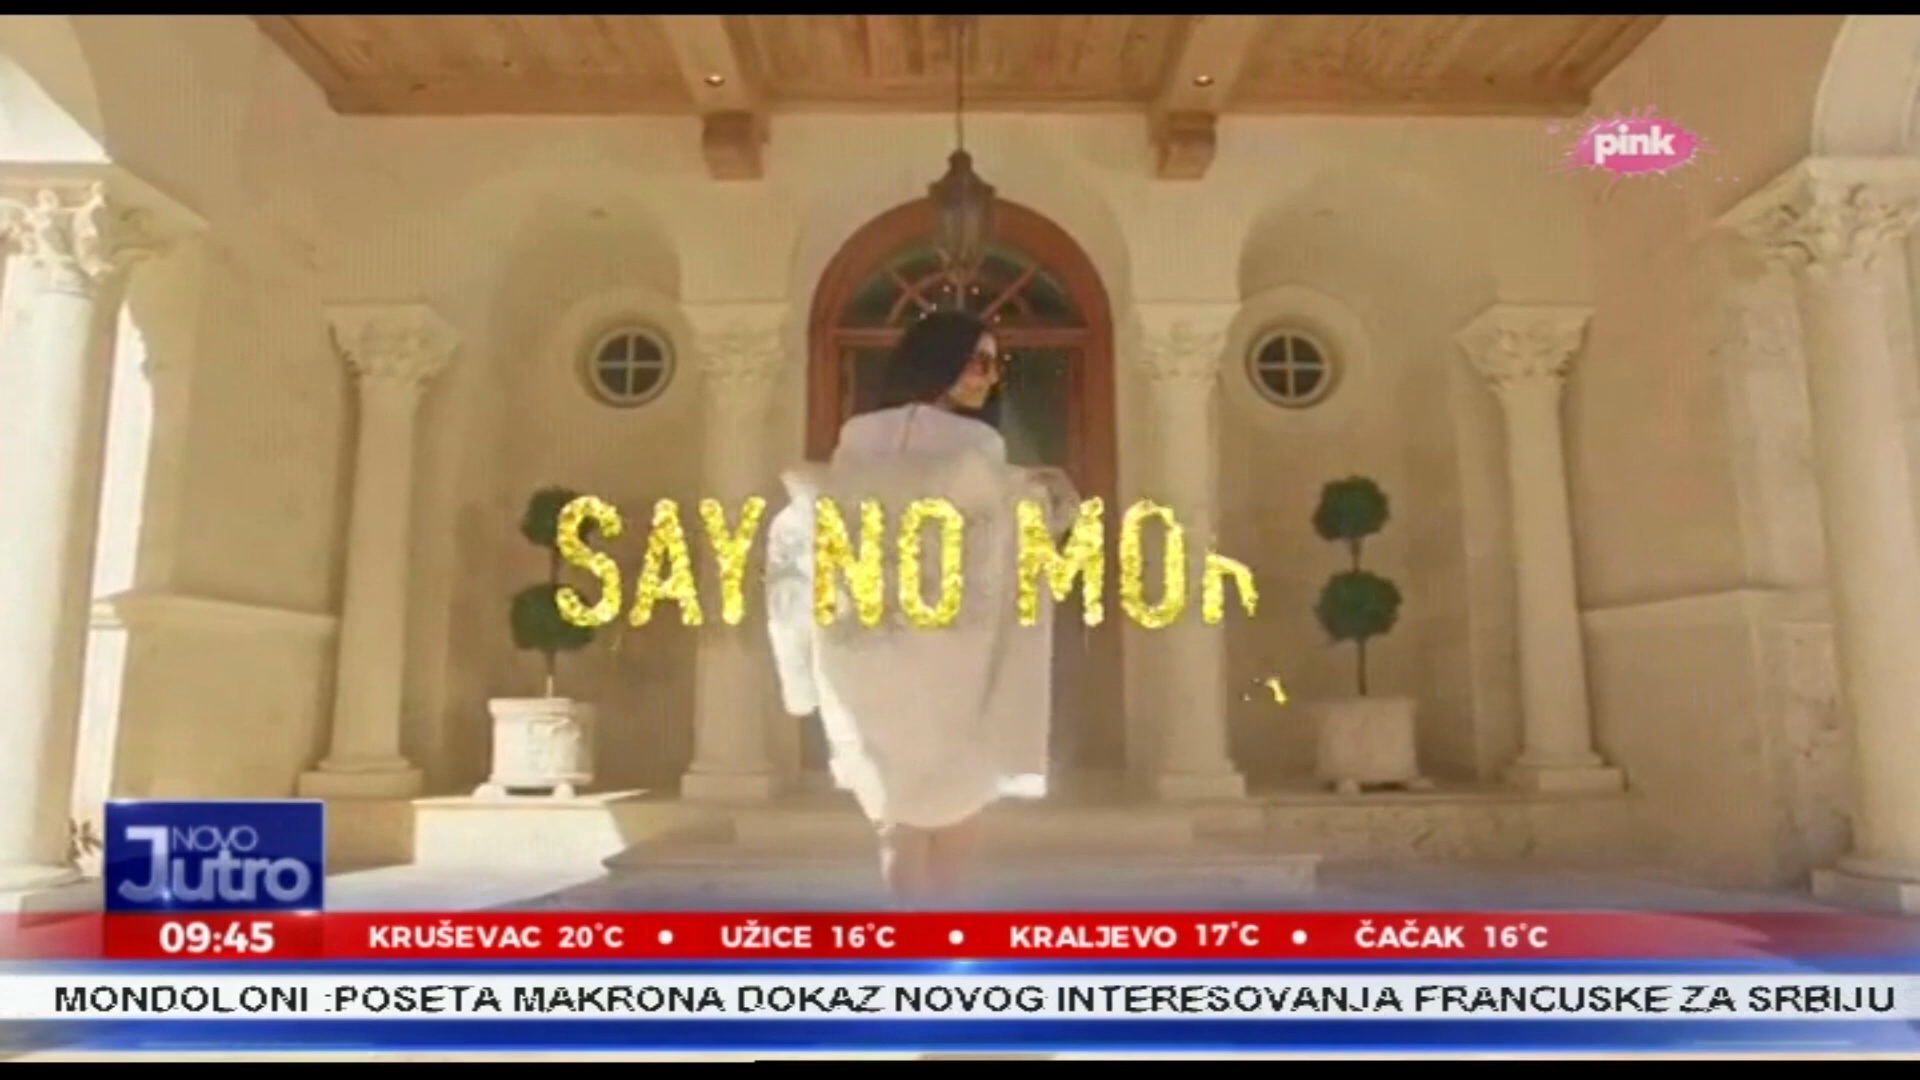 pink
SAY NO MOR
NOVO
Jutro
09:45 KRUŠEVAC 20°C • UŽICE 16°C • KRALJEVO 17°C • ČAČAK 16°C
MONDOLONI :POSETA MAKRONA DOKAZ NOVOG INTERESOVANJA FRANCUSKE ZA SRBIJU